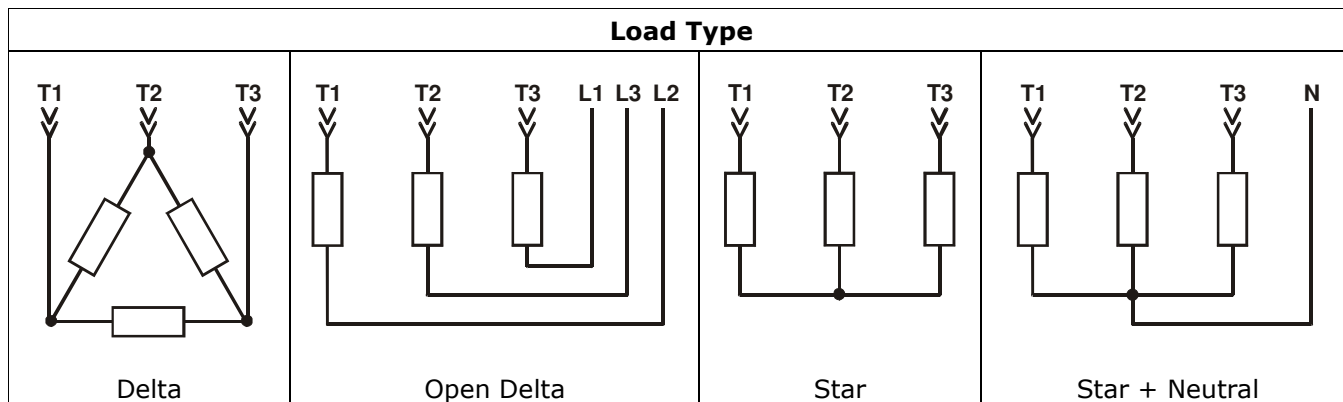 Load Type
T1 T2 T3
T1 T2 T3 L1 L3 L2
T1 T2 T3
T1 T2 T3 N
Delta
Open Delta
Star
Star + Neutral